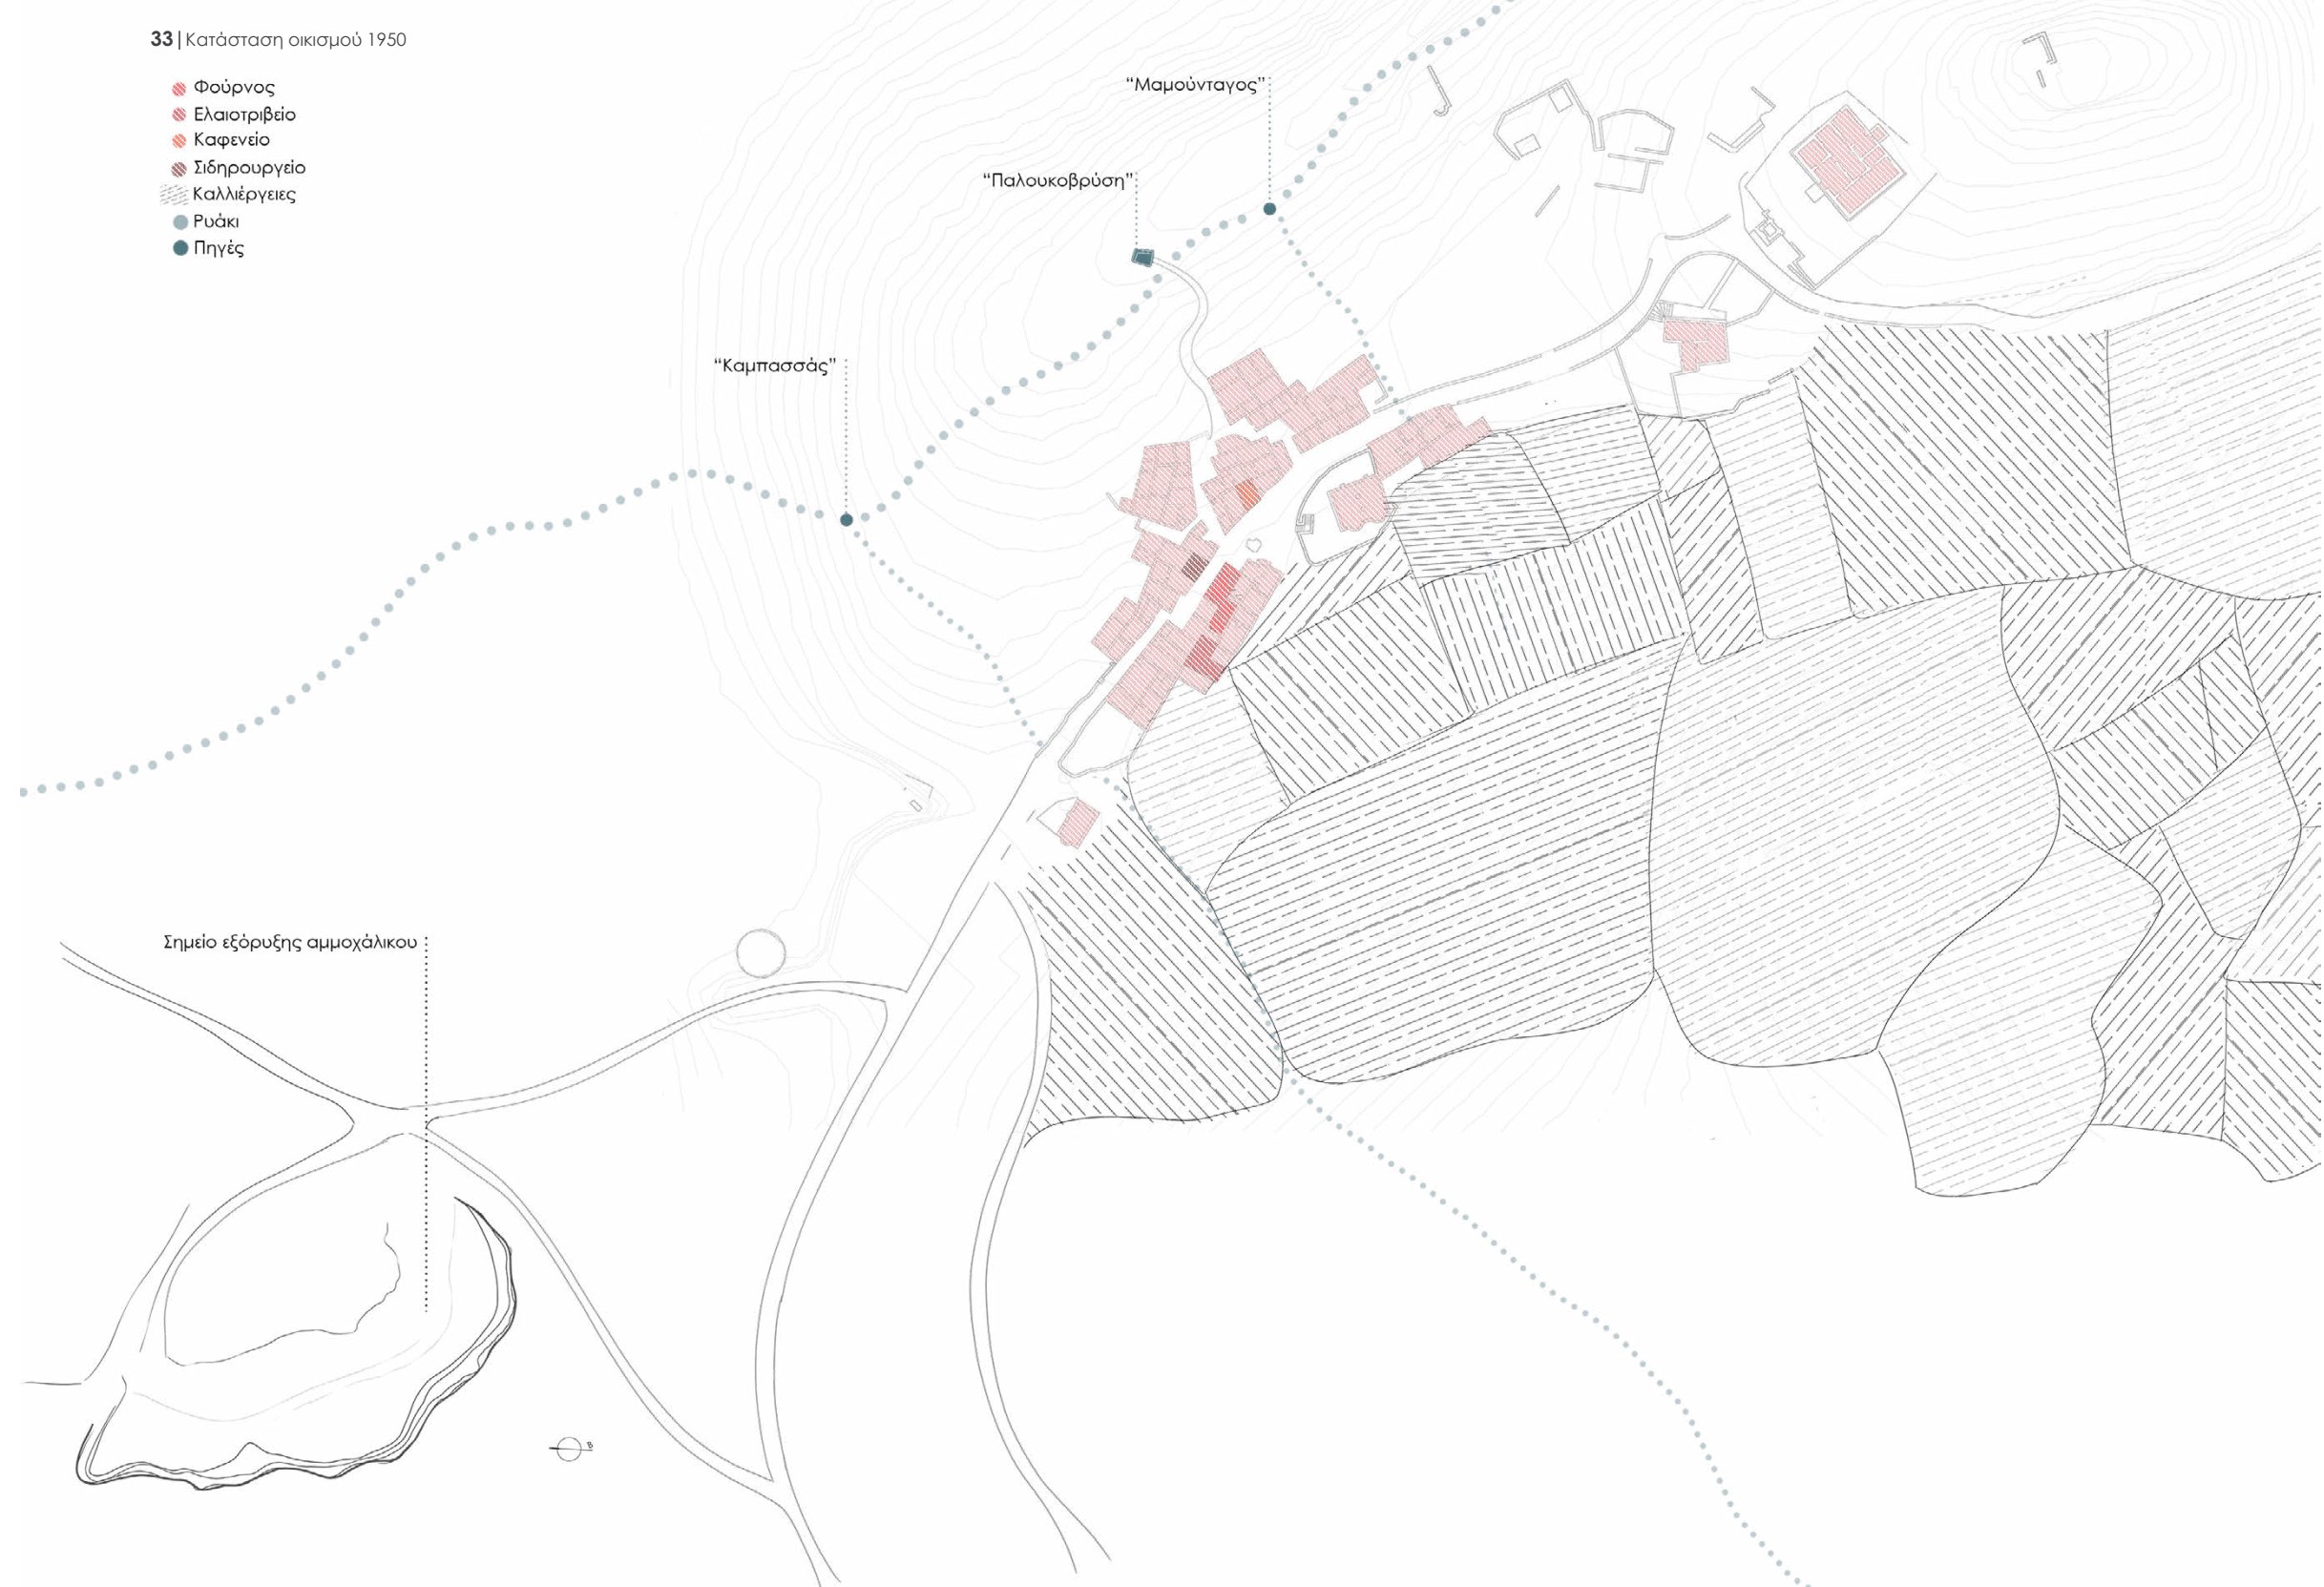 33|Κατάσταση οικισμού 1950
Φούρνος
Ελαιοτριβείο
Καφενείο
Σιδηρουργείο
Καλλιέργειες
Ρυάκι
Πηγές
“Μαμούνταγος”
“Παλουκοβρύση”
“Καμπασσάς”
Σημείο εξόρυξης αμμοχάλικου
Β